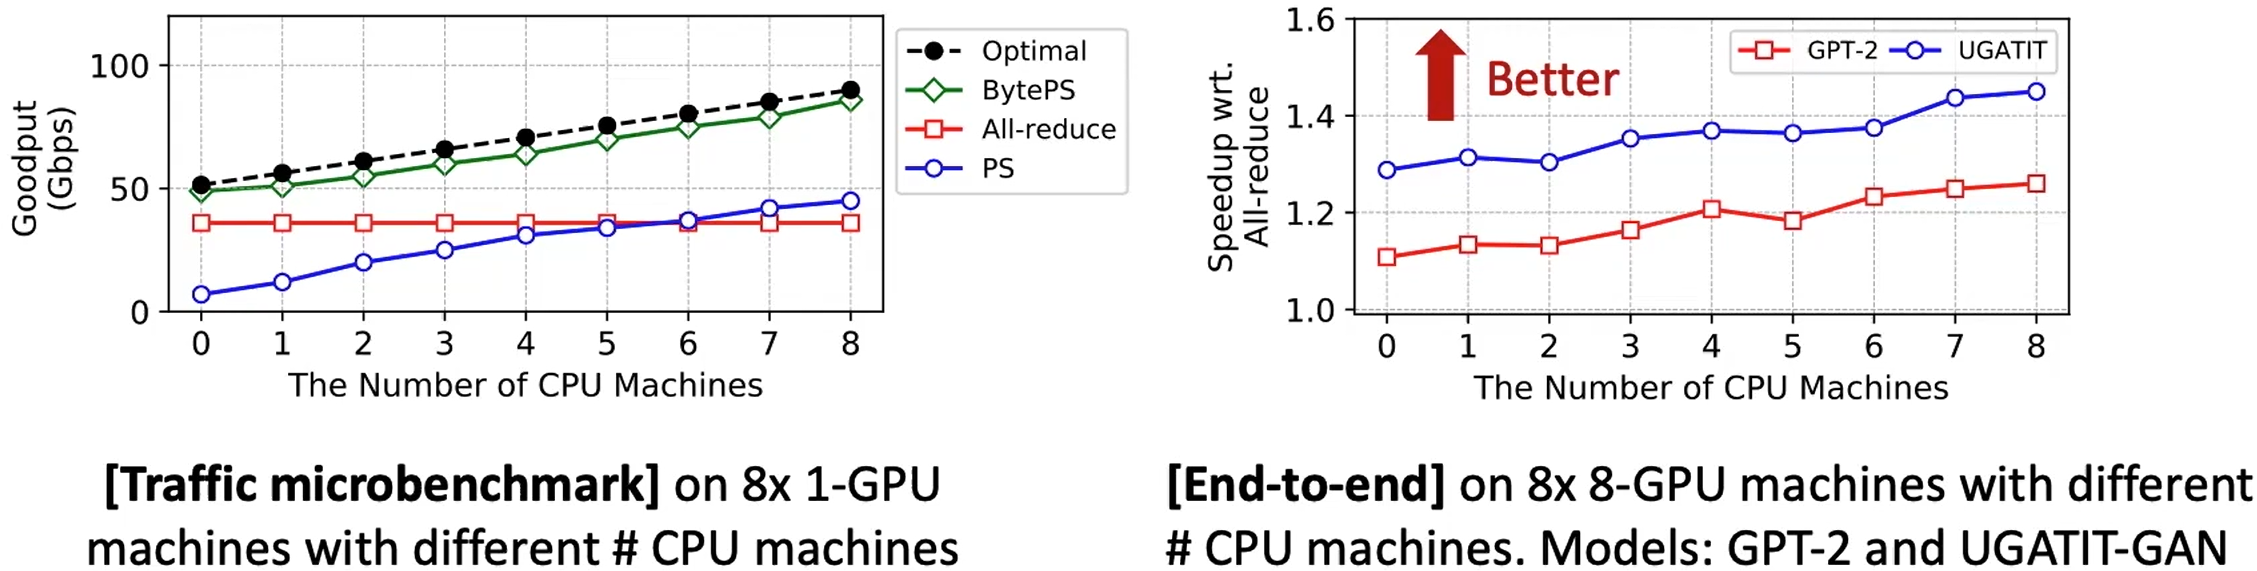 100
50
0
Goodput
(Gbps)
0 1 2 3 4 5 6 7 8
The Number of CPU Machines
Optimal
BytePS
All-reduce
PS
[Traffic microbenchmark] on 8x 1-GPU
machines with different # CPU machines
1.6
1.4
1.2
1.0
Speedup wrt.
All-reduce
Better
GPT-2 UGATIT
0 1 2 3 4 5 6 7 8
The Number of CPU Machines
[End-to-end] on 8x 8-GPU machines with different
# CPU machines. Models: GPT-2 and UGATIT-GAN